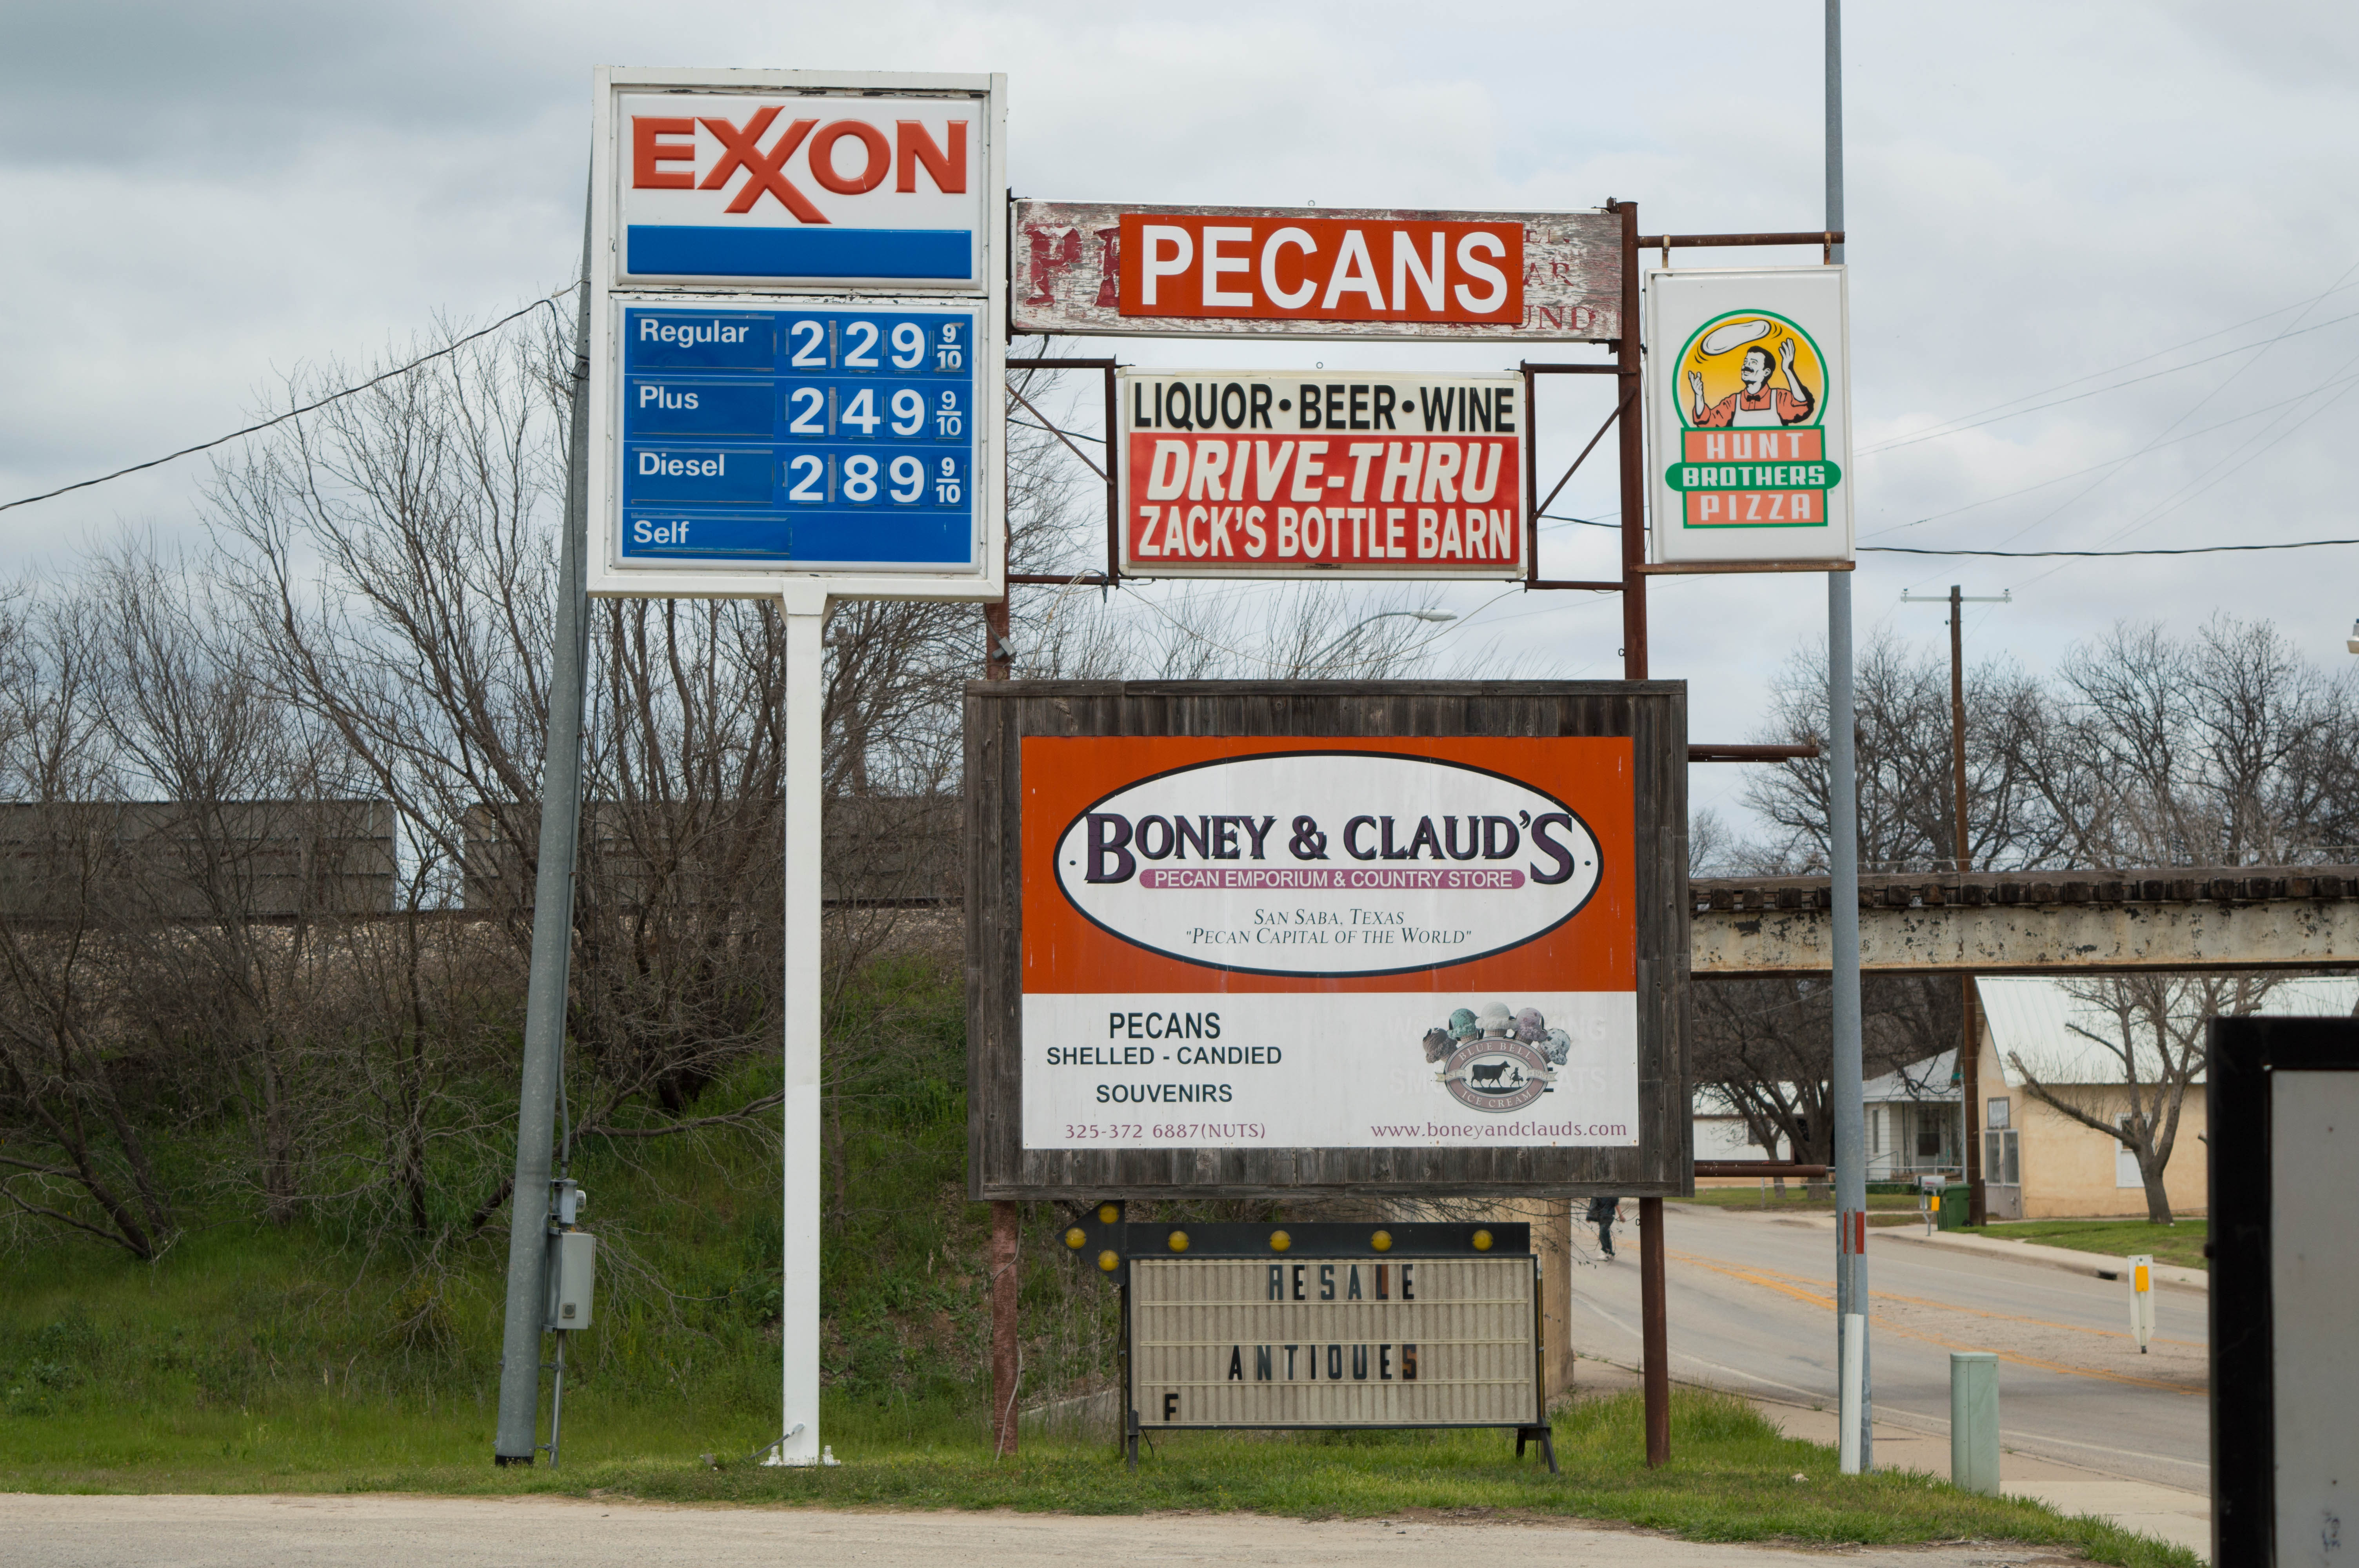 EXXON
Regular 2 29 9/10
Plus 2 49 9/10
Diesel 2 89 9/10
Self
PECANS
AR
LIQUOR • BEER • WINE
DRIVE-THRU
ZACK'S BOTTLE BARN
HUNT
BROTHERS
PIZZA
BONEY & CLAUD'S
PECAN EMPORIUM & COUNTRY STORE
SAN SABA, TEXAS
"PECAN CAPITAL OF THE WORLD"
PECANS
SHELLED - CANDIED
SOUVENIRS
325-372 6887(NUTS)
BLUE BELL
ICE CREAM
www.boneyandclauds.com
RESALE
ANTIQUES
F